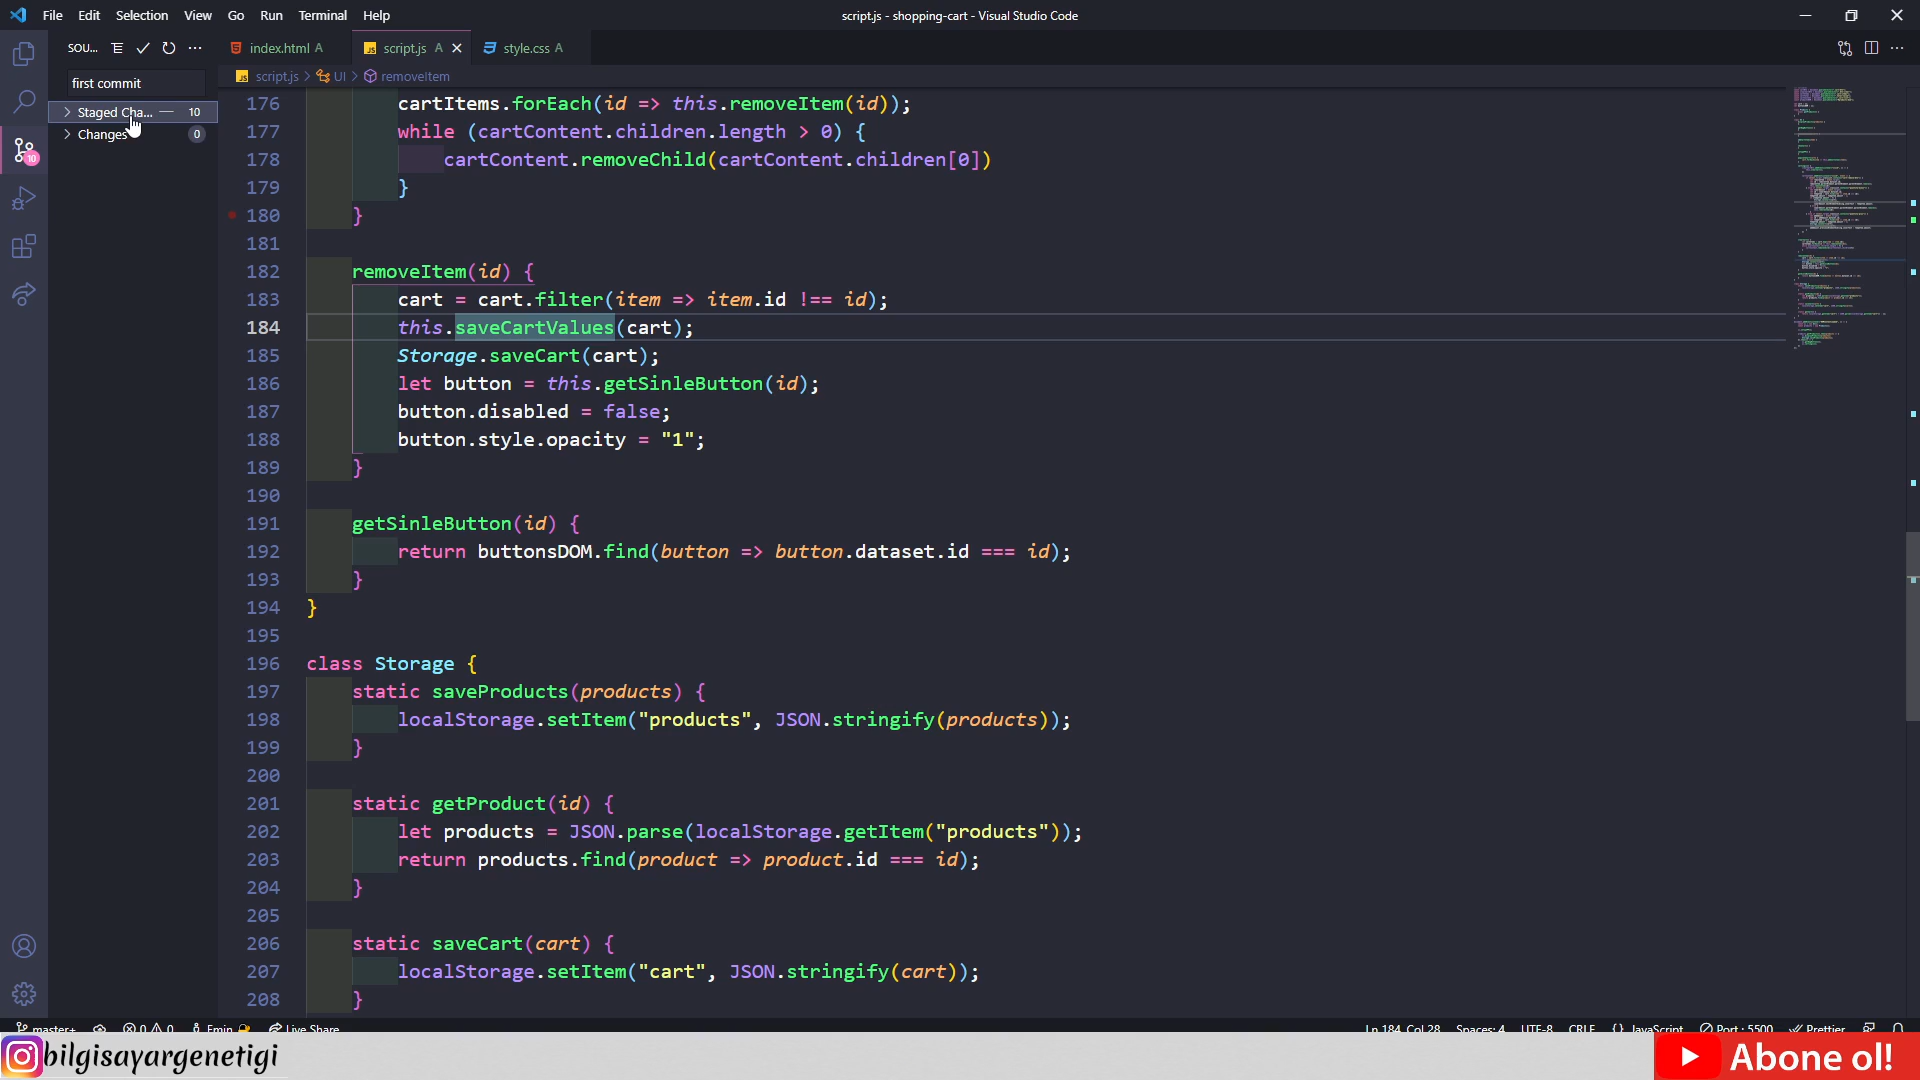 File Edit Selection View Go Run Terminal Help
script.js - shopping-cart - Visual Studio Code
SOU...
index.html A
script.js A
style.css A
first commit
script.js > UI > removeItem
Staged Cha... 10
Changes 0
176 cartItems.forEach(id => this.removeItem(id));
177 while (cartContent.children.length > 0) {
178 cartContent.removeChild(cartContent.children[0])
179 }
180 }
181
182 removeItem(id) {
183 cart = cart.filter(item => item.id !== id);
184 this.saveCartValues(cart);
185 Storage.saveCart(cart);
186 let button = this.getSinleButton(id);
187 button.disabled = false;
188 button.style.opacity = "1";
189 }
190
191 getSinleButton(id) {
192 return buttonsDOM.find(button => button.dataset.id === id);
193 }
194 }
195
196 class Storage {
197 static saveProducts(products) {
198 localStorage.setItem("products", JSON.stringify(products));
199 }
200
201 static getProduct(id) {
202 let products = JSON.parse(localStorage.getItem("products"));
203 return products.find(product => product.id === id);
204 }
205
206 static saveCart(cart) {
207 localStorage.setItem("cart", JSON.stringify(cart));
208 }
10
master+ 0 0 Emin Live Share
Ln 184, Col 28 Spaces: 4 UTF-8 CRLF {} JavaScript Port : 5500 Prettier
bilgisayargenetigi
Abone ol!